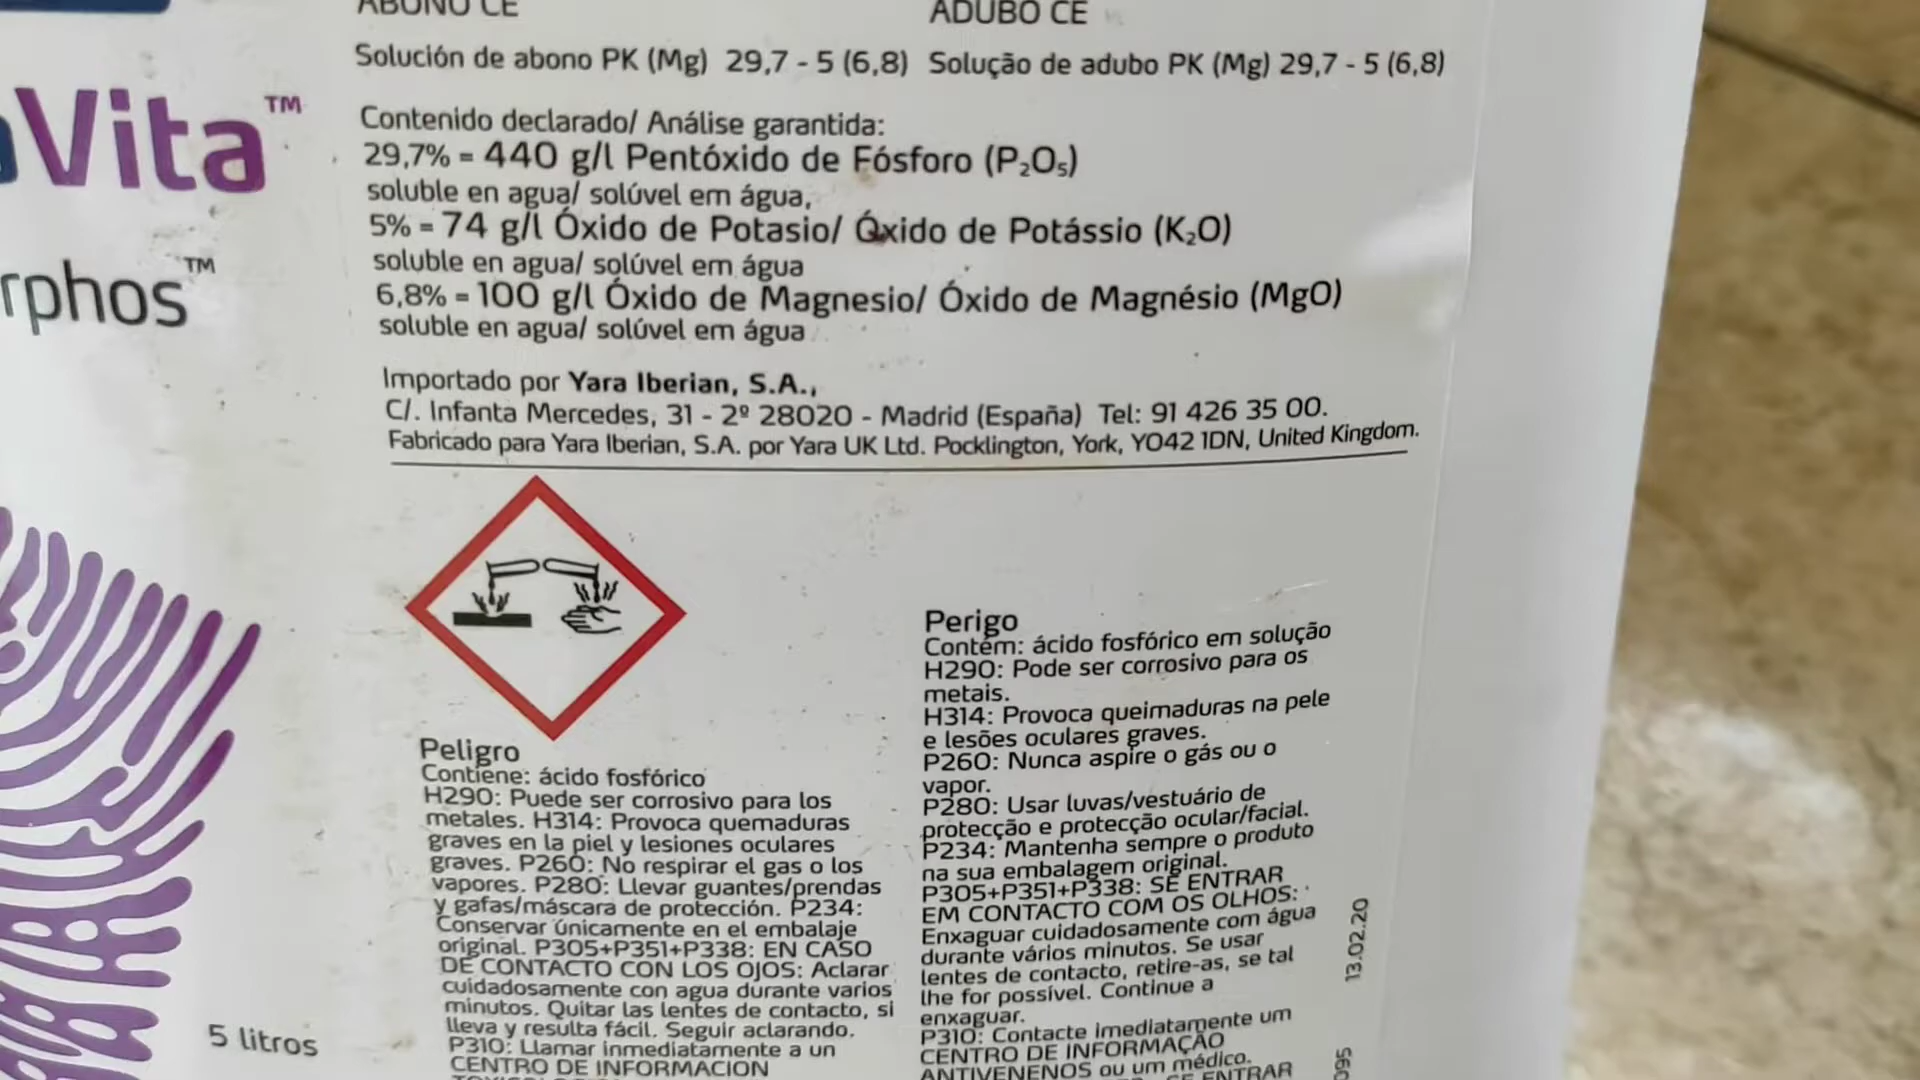 ABONO CE
ADUBO CE
Solución de abono PK (Mg) 29,7 - 5 (6,8)
Solução de adubo PK (Mg) 29,7 - 5 (6,8)
Vita™
rphos™
Contenido declarado/ Análise garantida:
29,7% = 440 g/l Pentóxido de Fósforo (P₂O₅)
soluble en agua/ solúvel em água,
5% = 74 g/l Óxido de Potasio/ Óxido de Potássio (K₂O)
soluble en agua/ solúvel em água
6,8% = 100 g/l Óxido de Magnesio/ Óxido de Magnésio (MgO)
soluble en agua/ solúvel em água
Importado por Yara Iberian, S.A.,
C/. Infanta Mercedes, 31 - 2º 28020 - Madrid (España) Tel: 91 426 35 00.
Fabricado para Yara Iberian, S.A. por Yara UK Ltd. Pocklington, York, YO42 1DN, United Kingdom.
Peligro
Contiene: ácido fosfórico
H290: Puede ser corrosivo para los
metales. H314: Provoca quemaduras
graves en la piel y lesiones oculares
graves. P260: No respirar el gas o los
vapores. P280: Llevar guantes/prendas
y gafas/máscara de protección. P234:
Conservar únicamente en el embalaje
original. P305+P351+P338: EN CASO
DE CONTACTO CON LOS OJOS: Aclarar
cuidadosamente con agua durante varios
minutos. Quitar las lentes de contacto, si
lleva y resulta fácil. Seguir aclarando.
P310: Llamar inmediatamente a un
CENTRO DE INFORMACION
Perigo
Contém: ácido fosfórico em solução
H290: Pode ser corrosivo para os
metais.
H314: Provoca queimaduras na pele
e lesões oculares graves.
P260: Nunca aspire o gás ou o
vapor.
P280: Usar luvas/vestuário de
protecção e protecção ocular/facial.
P234: Mantenha sempre o produto
na sua embalagem original.
P305+P351+P338: SE ENTRAR
EM CONTACTO COM OS OLHOS:
Enxaguar cuidadosamente com água
durante vários minutos. Se usar
lentes de contacto, retire-as, se tal
lhe for possível. Continue a
enxaguar.
P310: Contacte imediatamente um
CENTRO DE INFORMAÇÃO
ANTIVENENOS ou um médico.
SE ENTRAR
5 litros
13.02.20
095